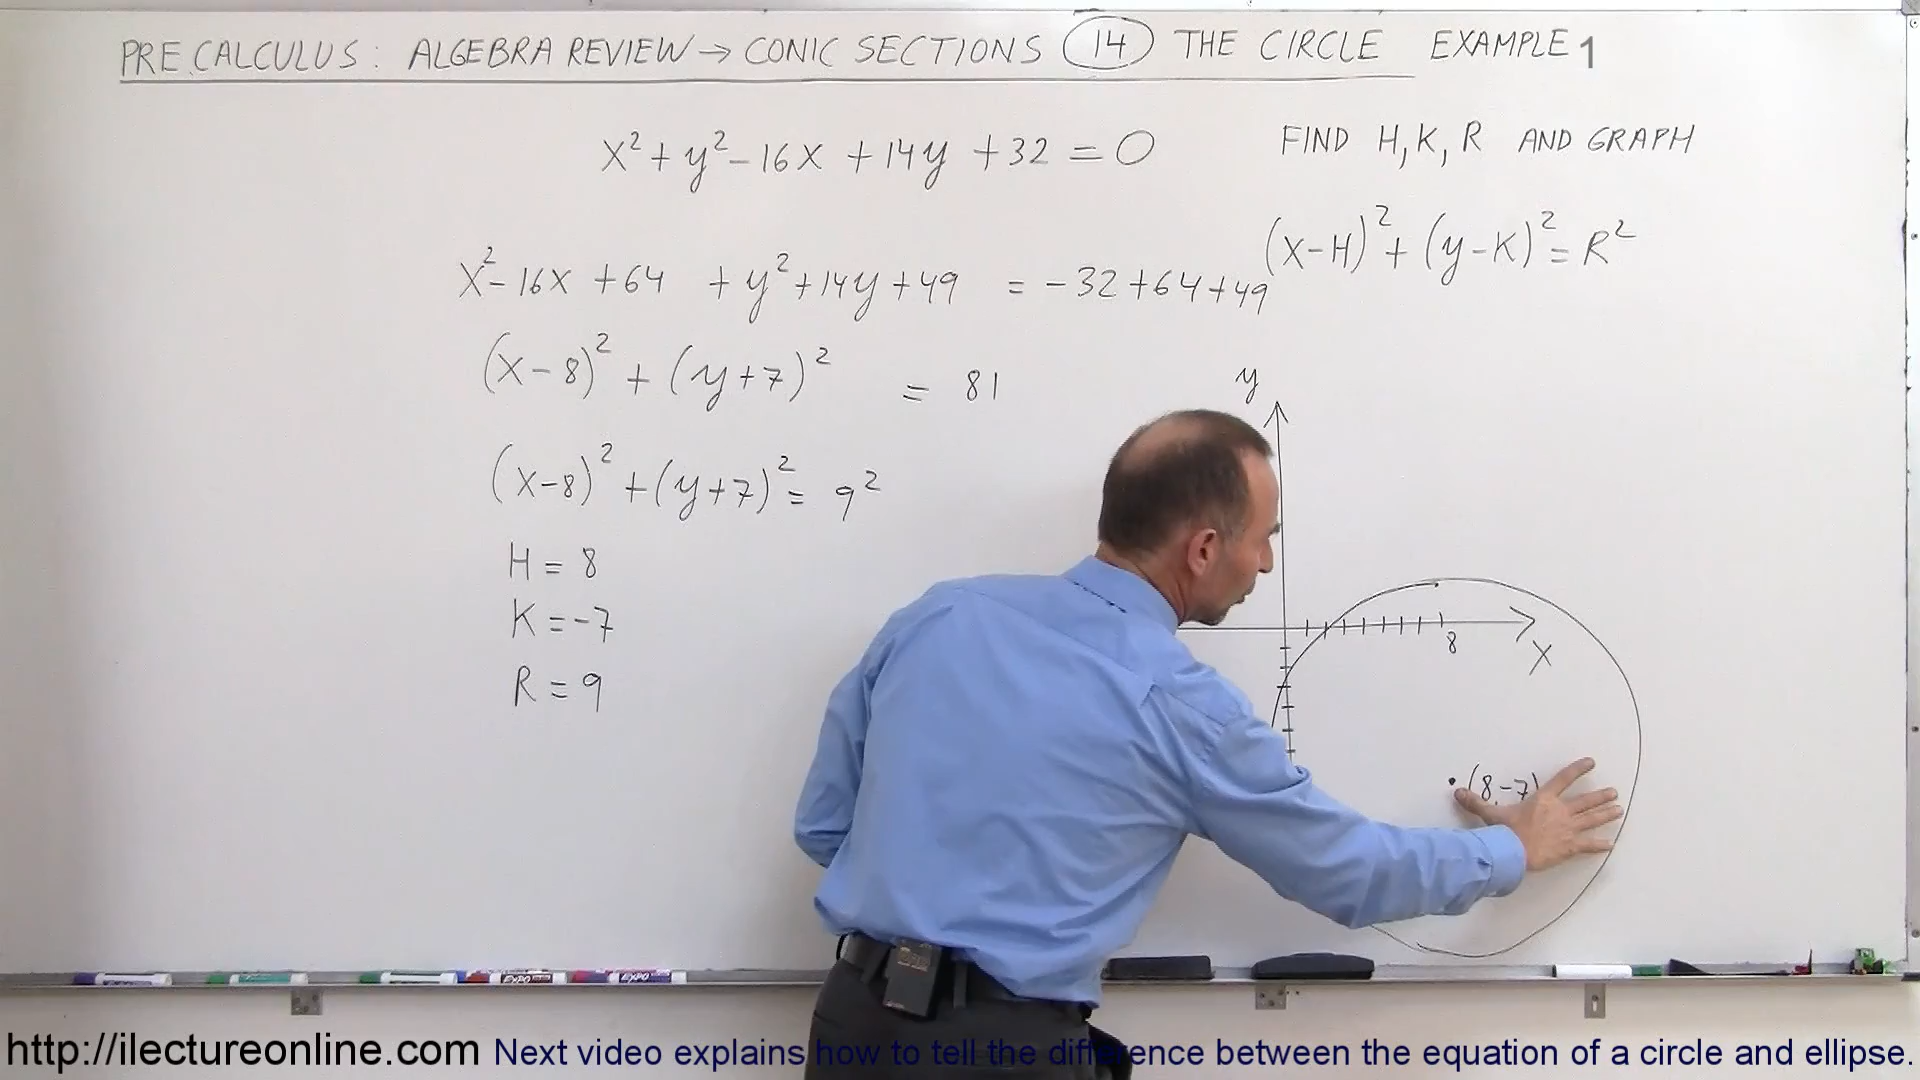 PRE CALCULUS: ALGEBRA REVIEW → CONIC SECTIONS 14 THE CIRCLE EXAMPLE 1
x² + y² - 16x + 14y + 32 = 0
FIND H, K, R AND GRAPH
(x-H)² + (y-K)² = R²
x² - 16x + 64 + y² + 14y + 49 = -32 + 64 + 49
(x-8)² + (y+7)² = 81
(x-8)² + (y+7)² = 9²
H = 8
K = -7
R = 9
y
8
x
(8,-7)
EXPO
EXPO
http://ilectureonline.com Next video explains how to tell the difference between the equation of a circle and ellipse.